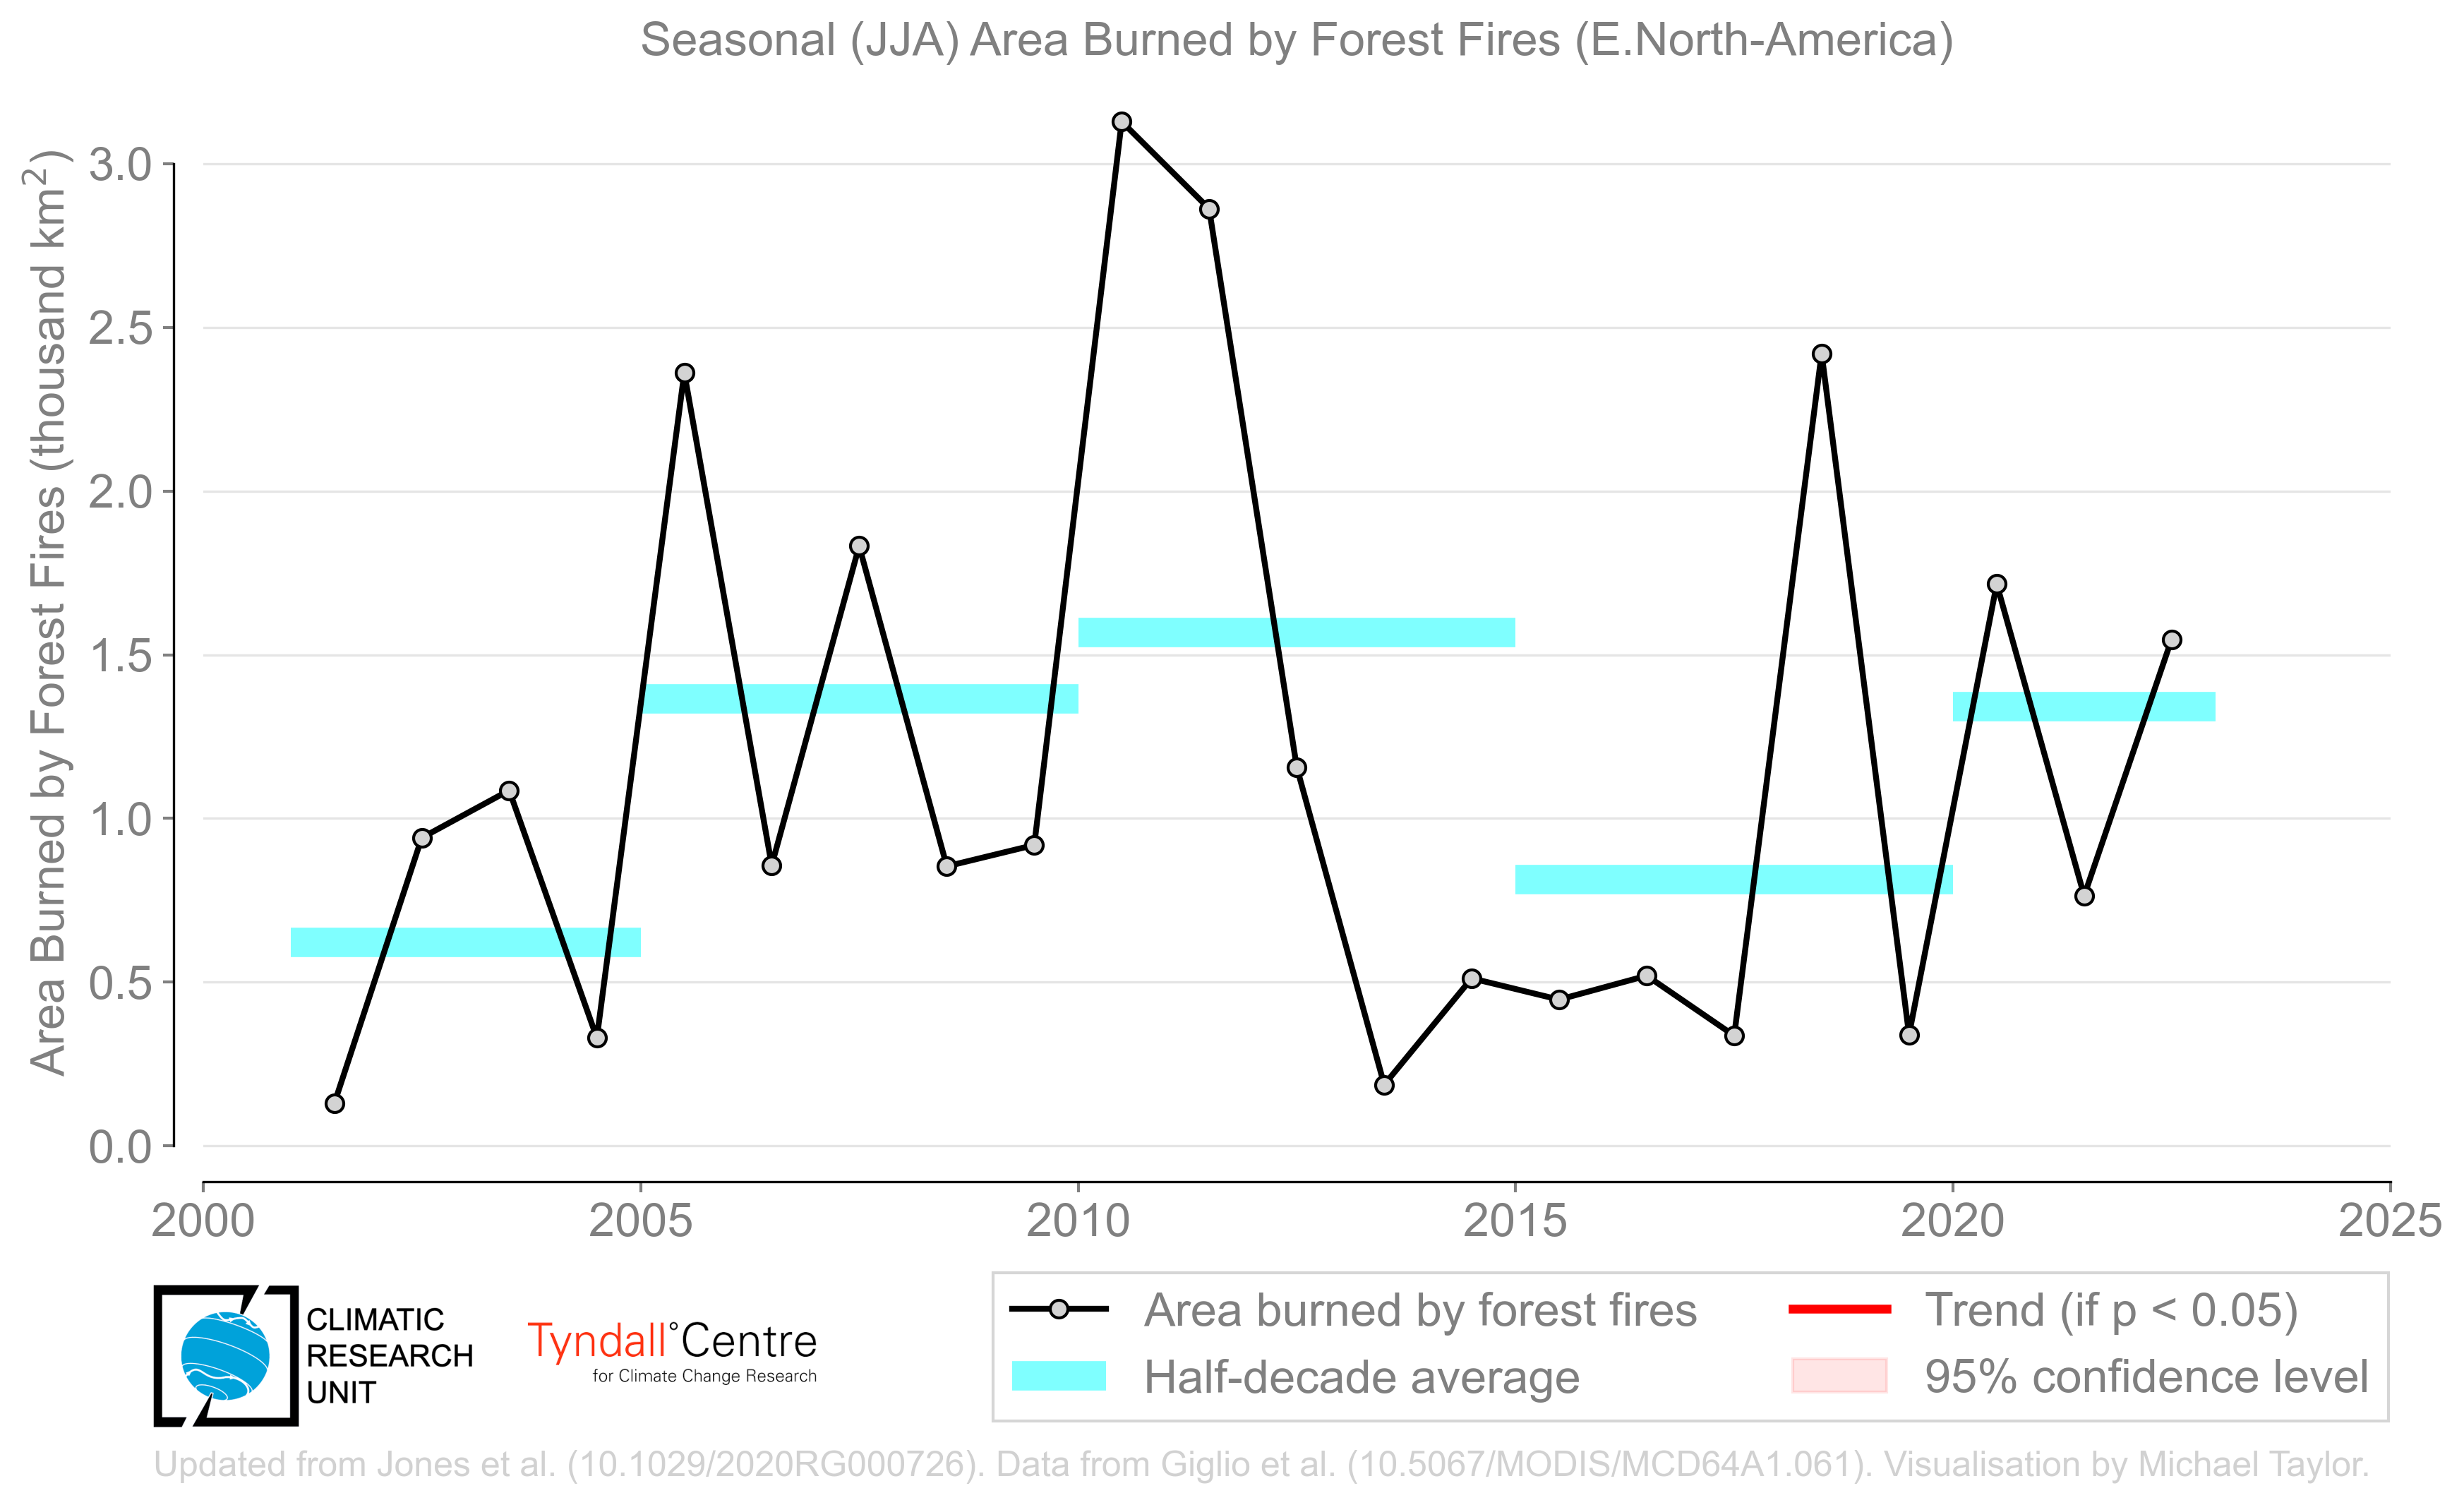 Seasonal (JJA) Area Burned by Forest Fires (E.North-America)
Area Burned by Forest Fires (thousand km²)
3.0
2.5
2.0
1.5
1.0
0.5
0.0
2000 2005 2010 2015 2020 2025
CLIMATIC
RESEARCH
UNIT
Tyndall°Centre
for Climate Change Research
Area burned by forest fires
Half-decade average
Trend (if p < 0.05)
95% confidence level
Updated from Jones et al. (10.1029/2020RG000726). Data from Giglio et al. (10.5067/MODIS/MCD64A1.061). Visualisation by Michael Taylor.